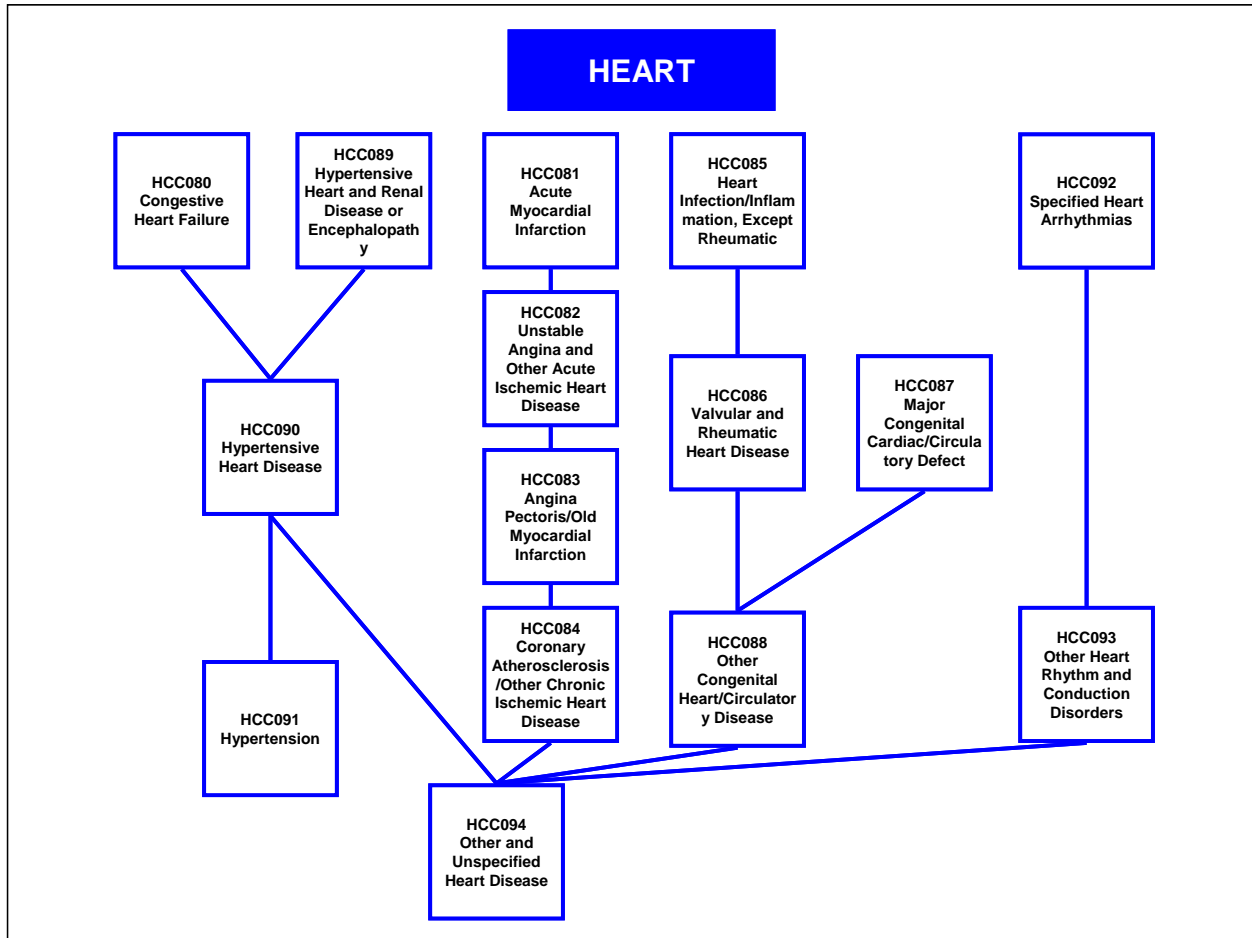 HEART
HCC080
Congestive
Heart Failure
HCC089
Hypertensive
Heart and Renal
Disease or
Encephalopath
y
HCC081
Acute
Myocardial
Infarction
HCC085
Heart
Infection/Inflam
mation, Except
Rheumatic
HCC092
Specified Heart
Arrhythmias
HCC082
Unstable
Angina and
Other Acute
Ischemic Heart
Disease
HCC086
Valvular and
Rheumatic
Heart Disease
HCC087
Major
Congenital
Cardiac/Circula
tory Defect
HCC090
Hypertensive
Heart Disease
HCC083
Angina
Pectoris/Old
Myocardial
Infarction
HCC084
Coronary
Atherosclerosis
/Other Chronic
Ischemic Heart
Disease
HCC088
Other
Congenital
Heart/Circulator
y Disease
HCC093
Other Heart
Rhythm and
Conduction
Disorders
HCC091
Hypertension
HCC094
Other and
Unspecified
Heart Disease